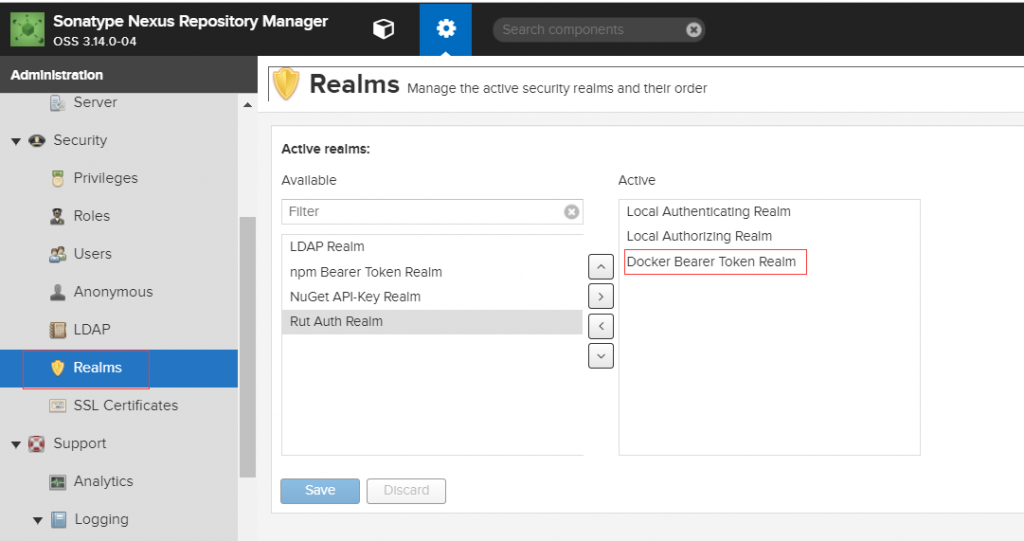 Sonatype Nexus Repository Manager
OSS 3.14.0-04
Search components
Administration
Server
Security
Privileges
Roles
Users
Anonymous
LDAP
Realms
SSL Certificates
Support
Analytics
Logging
Realms Manage the active security realms and their order
Active realms:
Available
Filter
LDAP Realm
npm Bearer Token Realm
NuGet API-Key Realm
Rut Auth Realm
Active
Local Authenticating Realm
Local Authorizing Realm
Docker Bearer Token Realm
Save
Discard